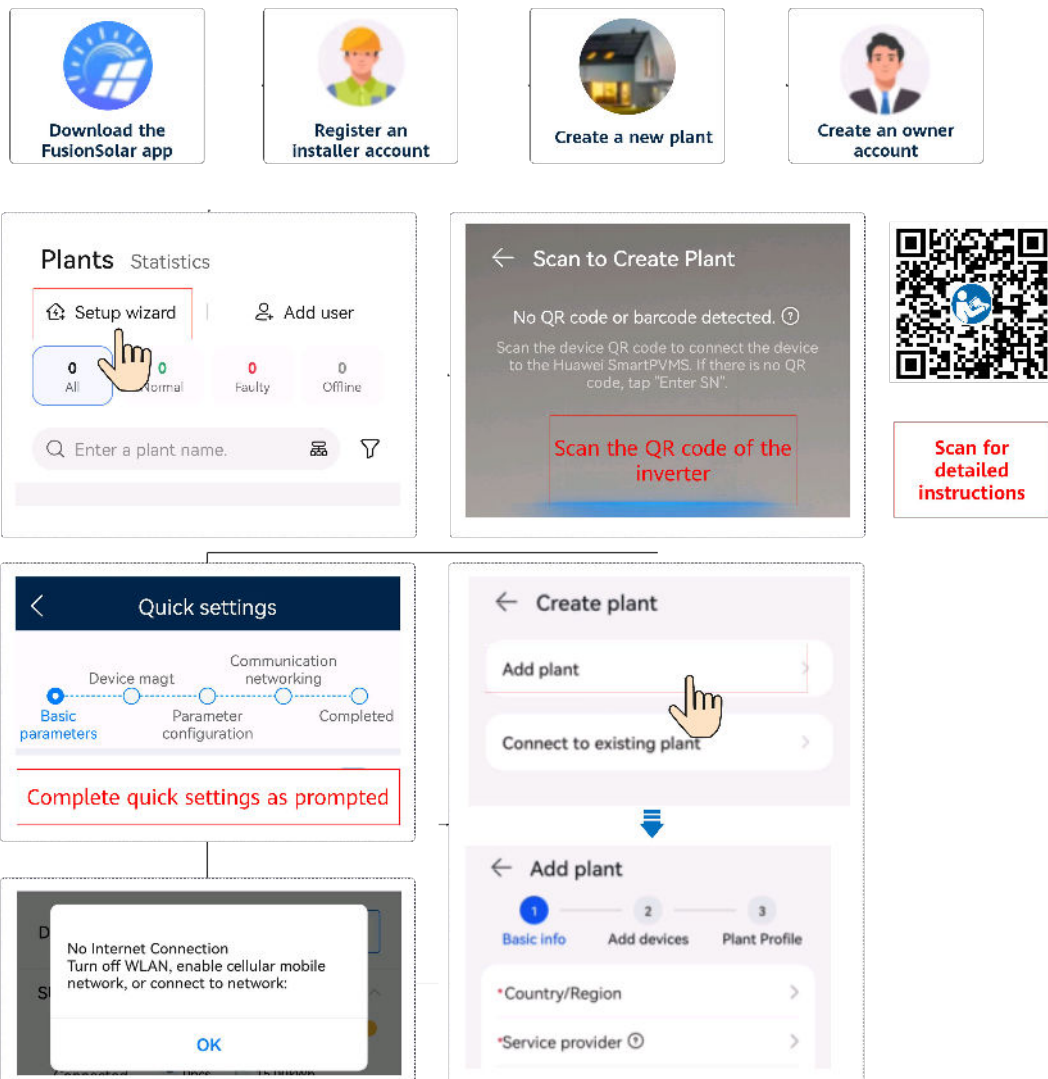 Download the
FusionSolar app
Register an
installer account
Create a new plant
Create an owner
account
Plants Statistics
Setup wizard
Add user
0
All
0
Normal
0
Faulty
0
Offline
Enter a plant name.
Scan to Create Plant
No QR code or barcode detected.
Scan the device QR code to connect the device
to the Huawei SmartPVMS. If there is no QR
code, tap "Enter SN".
Scan the QR code of the
inverter
Scan for
detailed
instructions
Quick settings
Basic
parameters
Device magt
Parameter
configuration
Communication
networking
Completed
Complete quick settings as prompted
Create plant
Add plant
Connect to existing plant
Add plant
1
2
3
Basic info
Add devices
Plant Profile
*Country/Region
*Service provider
No Internet Connection
Turn off WLAN, enable cellular mobile
network, or connect to network:
OK